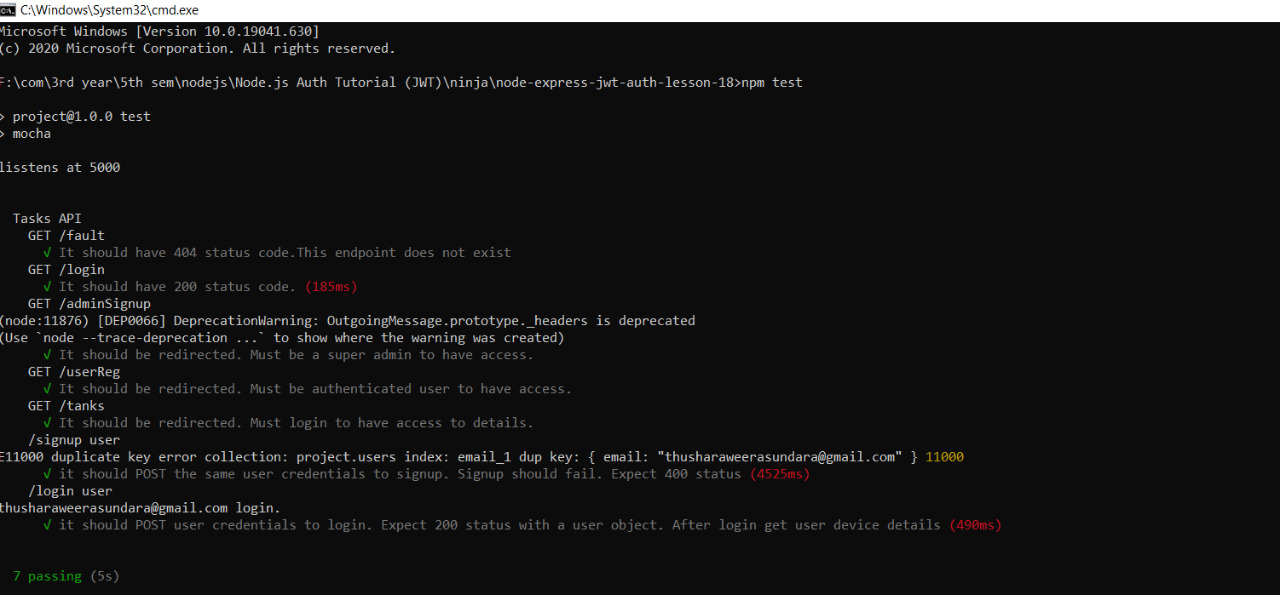 C:\Windows\System32\cmd.exe
Microsoft Windows [Version 10.0.19041.630]
(c) 2020 Microsoft Corporation. All rights reserved.
F:\com\3rd year\5th sem\nodejs\Node.js Auth Tutorial (JWT)\ninja\node-express-jwt-auth-lesson-18>npm test
> project@1.0.0 test
> mocha
lisstens at 5000
Tasks API
GET /fault
√ It should have 404 status code.This endpoint does not exist
GET /login
√ It should have 200 status code. (185ms)
GET /adminSignup
(node:11876) [DEP0066] DeprecationWarning: OutgoingMessage.prototype._headers is deprecated
(Use `node --trace-deprecation ...` to show where the warning was created)
√ It should be redirected. Must be a super admin to have access.
GET /userReg
√ It should be redirected. Must be authenticated user to have access.
GET /tanks
√ It should be redirected. Must login to have access to details.
/signup user
E11000 duplicate key error collection: project.users index: email_1 dup key: { email: "thusharaweerasundara@gmail.com" } 11000
√ it should POST the same user credentials to signup. Signup should fail. Expect 400 status (4525ms)
/login user
thusharaweerasundara@gmail.com login.
√ it should POST user credentials to login. Expect 200 status with a user object. After login get user device details (490ms)
7 passing (5s)